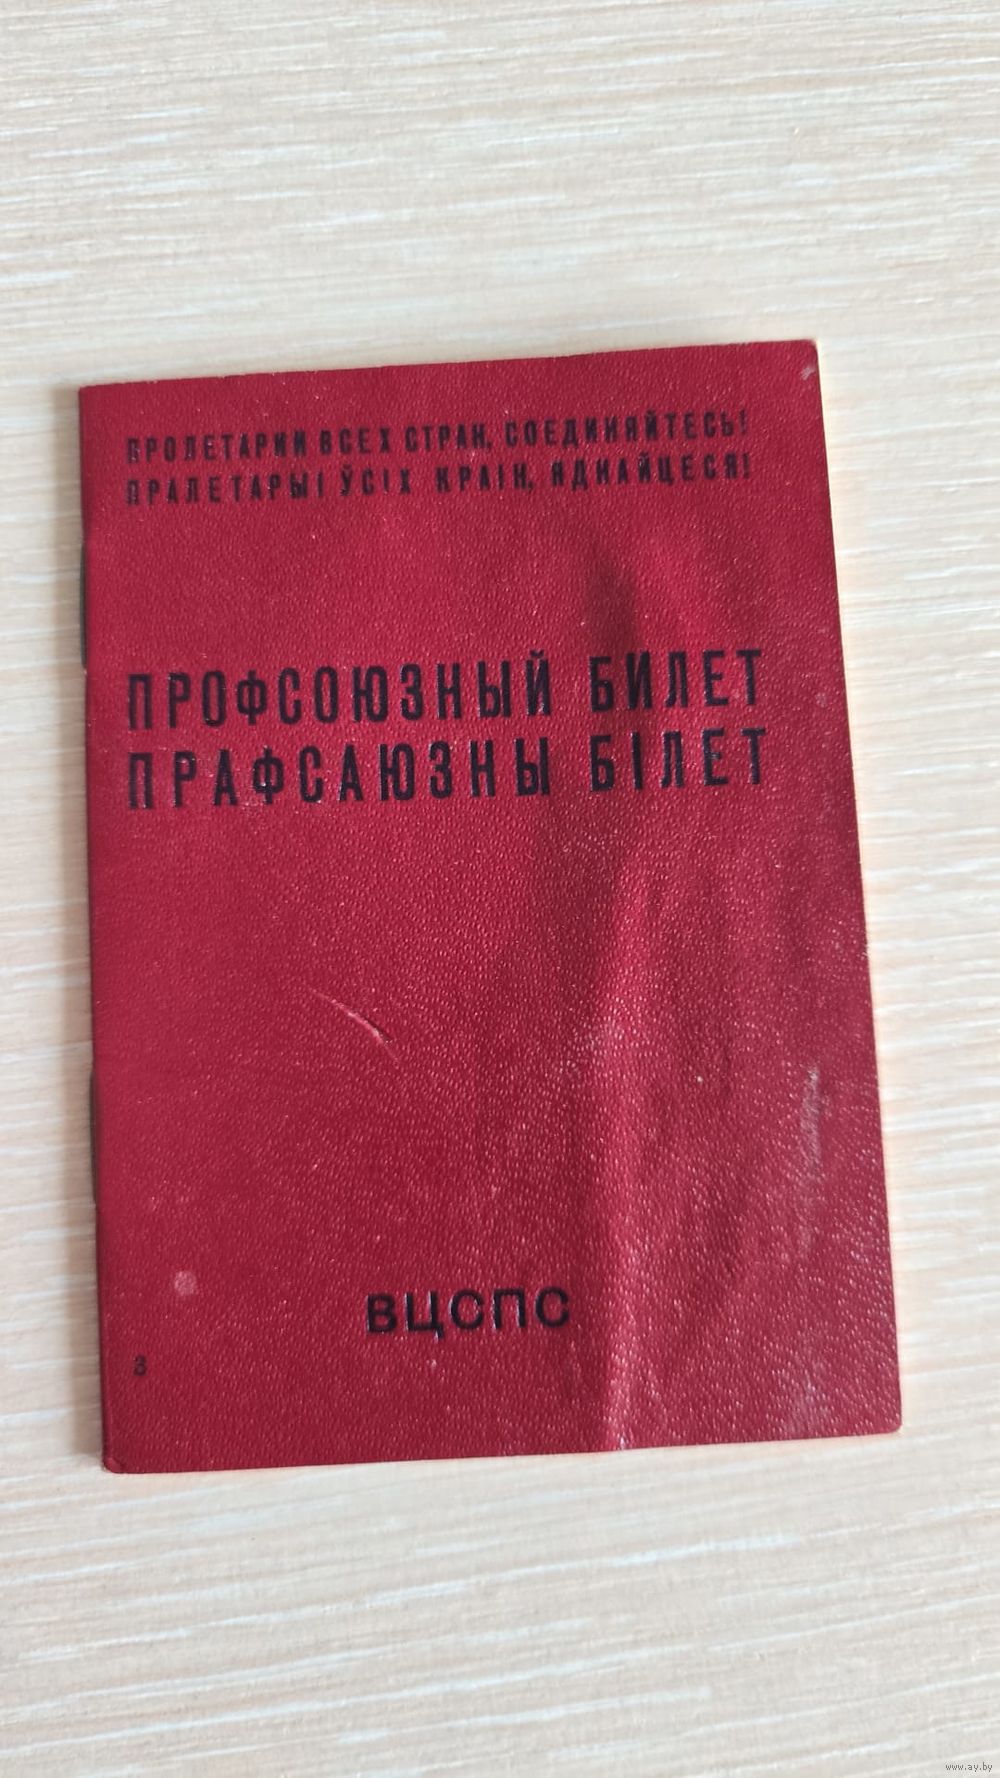 ПРОЛЕТАРИИ ВСЕХ СТРАН, СОЕДИНЯЙТЕСЬ!
ПРАЛЕТАРЫІ ЎСІХ КРАІН, ЯДНАЙЦЕСЯ!
ПРОФСОЮЗНЫЙ БИЛЕТ
ПРАФСАЮЗНЫ БІЛЕТ
ВЦСПС
3
www.ay.by